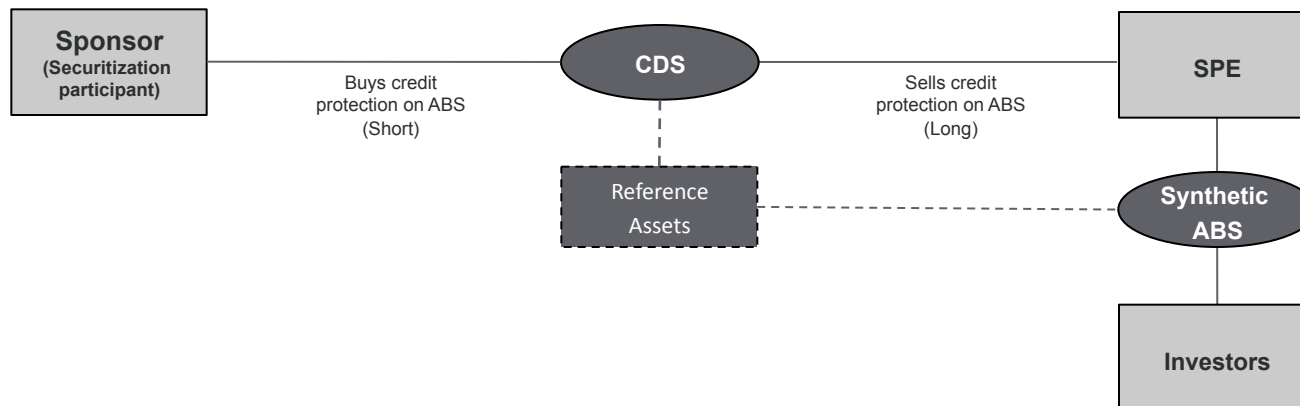 Sponsor
(Securitization
participant)
Buys credit
protection on ABS
(Short)
CDS
Sells credit
protection on ABS
(Long)
SPE
Reference
Assets
Synthetic
ABS
Investors